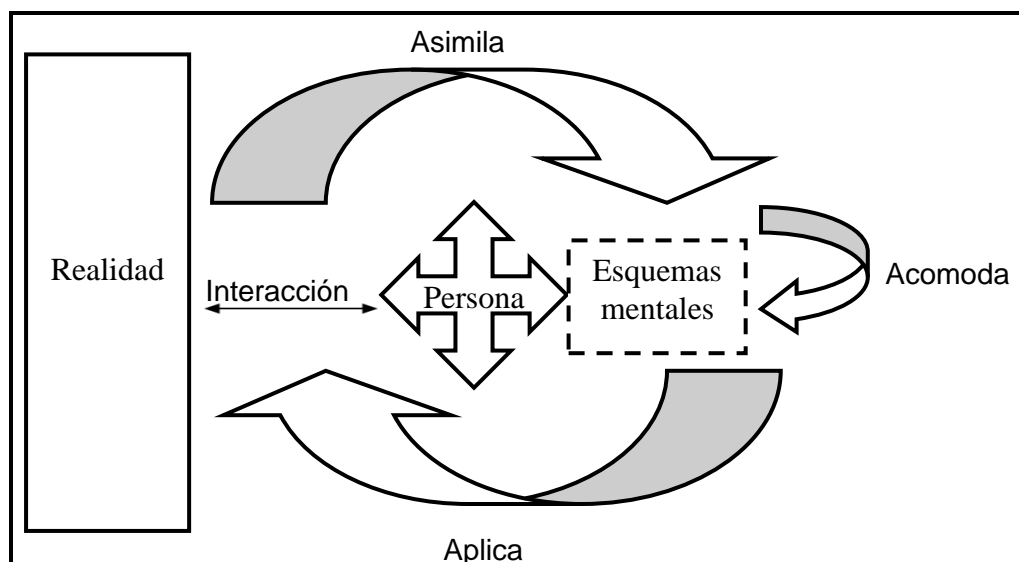 Asimila
Realidad
Interacción
Persona
Esquemas
mentales
Acomoda
Aplica